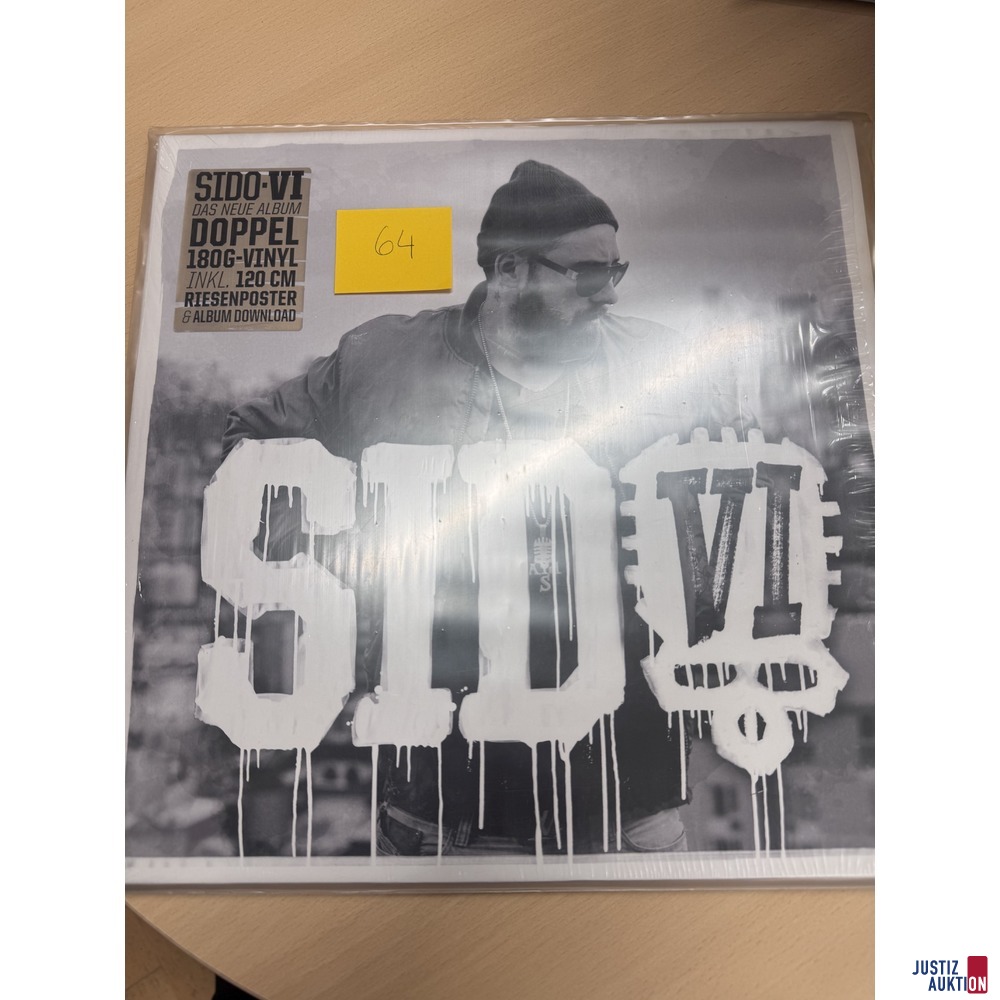 SIDO·VI
DAS NEUE ALBUM
DOPPEL
180G-VINYL
INKL. 120 CM
RIESENPOSTER
& ALBUM DOWNLOAD
64
SIDO
VI
JUSTIZ
AUKTION